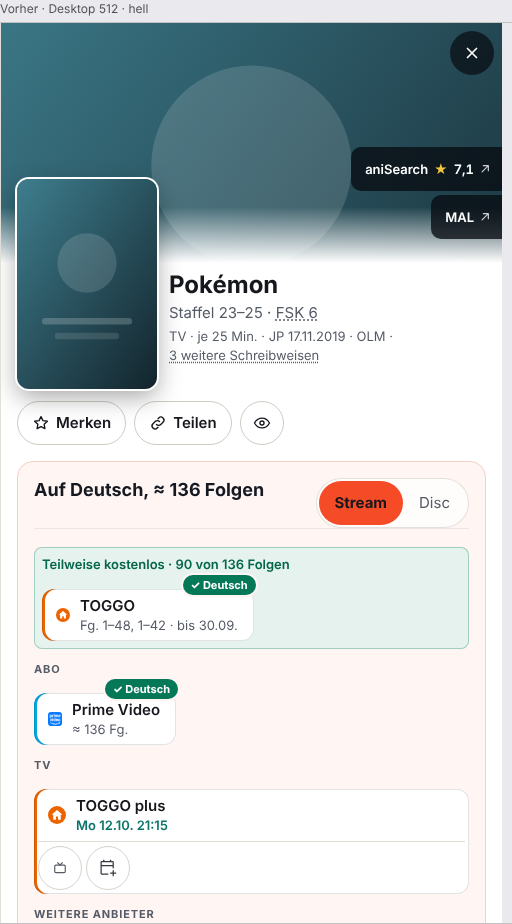 Vorher · Desktop 512 · hell
aniSearch ★ 7,1 ↗
MAL ↗
Pokémon
Staffel 23–25 · FSK 6
TV · je 25 Min. · JP 17.11.2019 · OLM ·
3 weitere Schreibweisen
Merken
Teilen
Auf Deutsch, ≈ 136 Folgen
Stream
Disc
Teilweise kostenlos · 90 von 136 Folgen
✓ Deutsch
TOGGO
Fg. 1–48, 1–42 · bis 30.09.
ABO
✓ Deutsch
prime video
Prime Video
≈ 136 Fg.
TV
TOGGO plus
Mo 12.10. 21:15
WEITERE ANBIETER